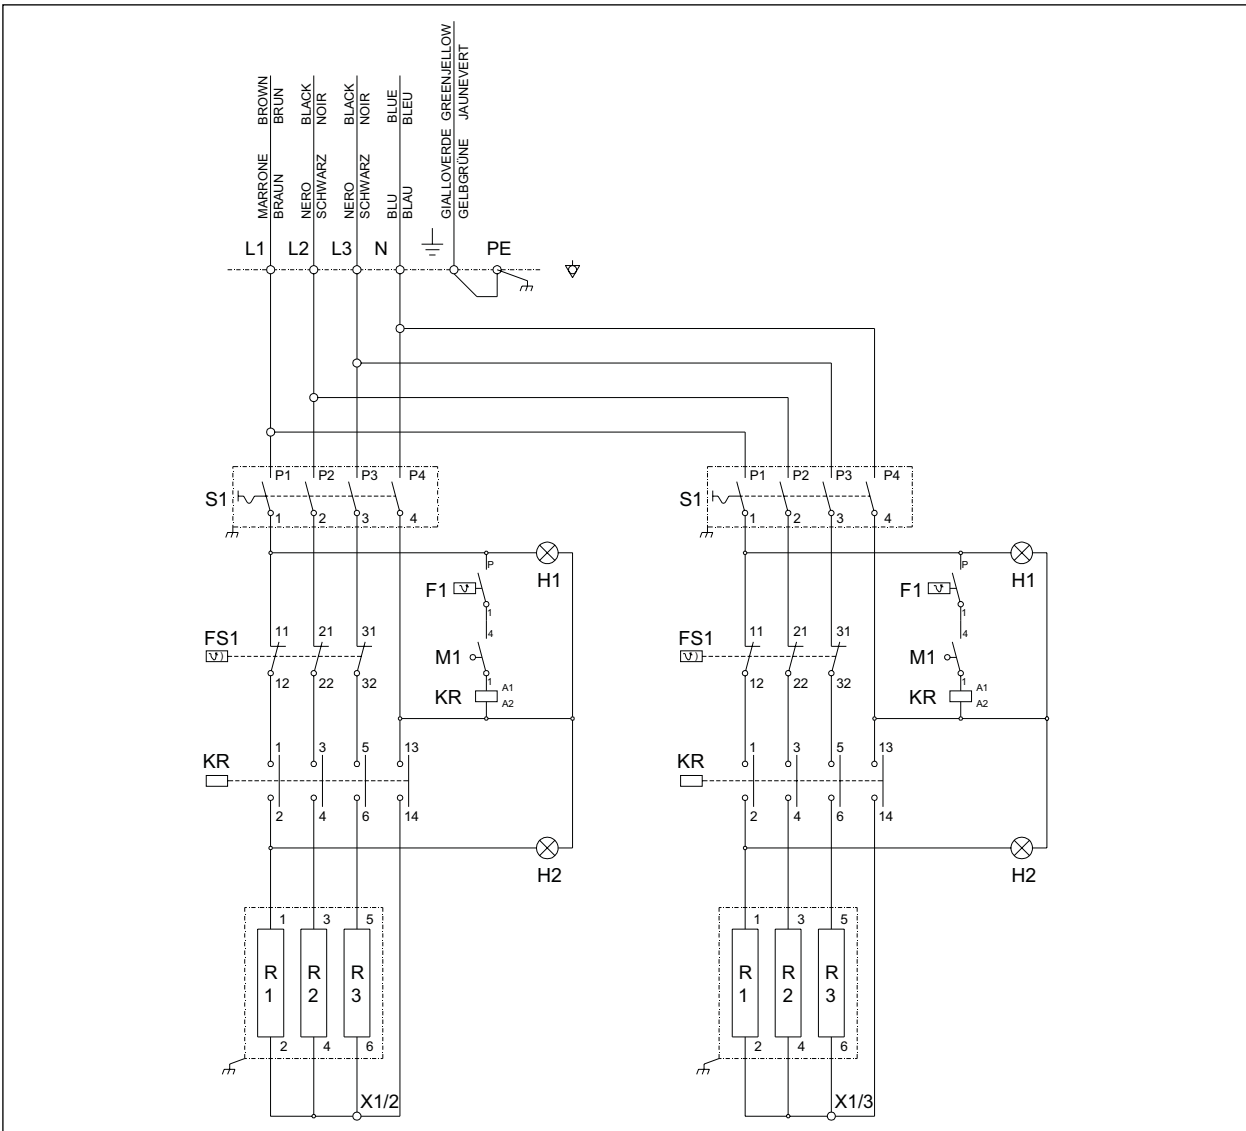 MARRONE BROWN
BRAUN BRUN
NERO BLACK
SCHWARZ NOIR
NERO BLACK
SCHWARZ NOIR
BLU BLUE
BLAU BLEU
GIALLOVERDE GREENJELLOW
GELBGRÜNE JAUNEVERT
L1 L2 L3 N PE
P1 P2 P3 P4 P1 P2 P3 P4
S1 S1
1 2 3 4 1 2 3 4
P P
H1 H1
F1 F1
1 1
11 21 31 4 11 21 31 4
FS1 FS1
M1 M1
12 22 32 1 12 22 32 1
KR A1 KR A1
A2 A2
1 3 5 13 1 3 5 13
KR KR
2 4 6 14 2 4 6 14
H2 H2
1 3 5 1 3 5
R R R R R R
1 2 3 1 2 3
2 4 6 2 4 6
X1/2 X1/3